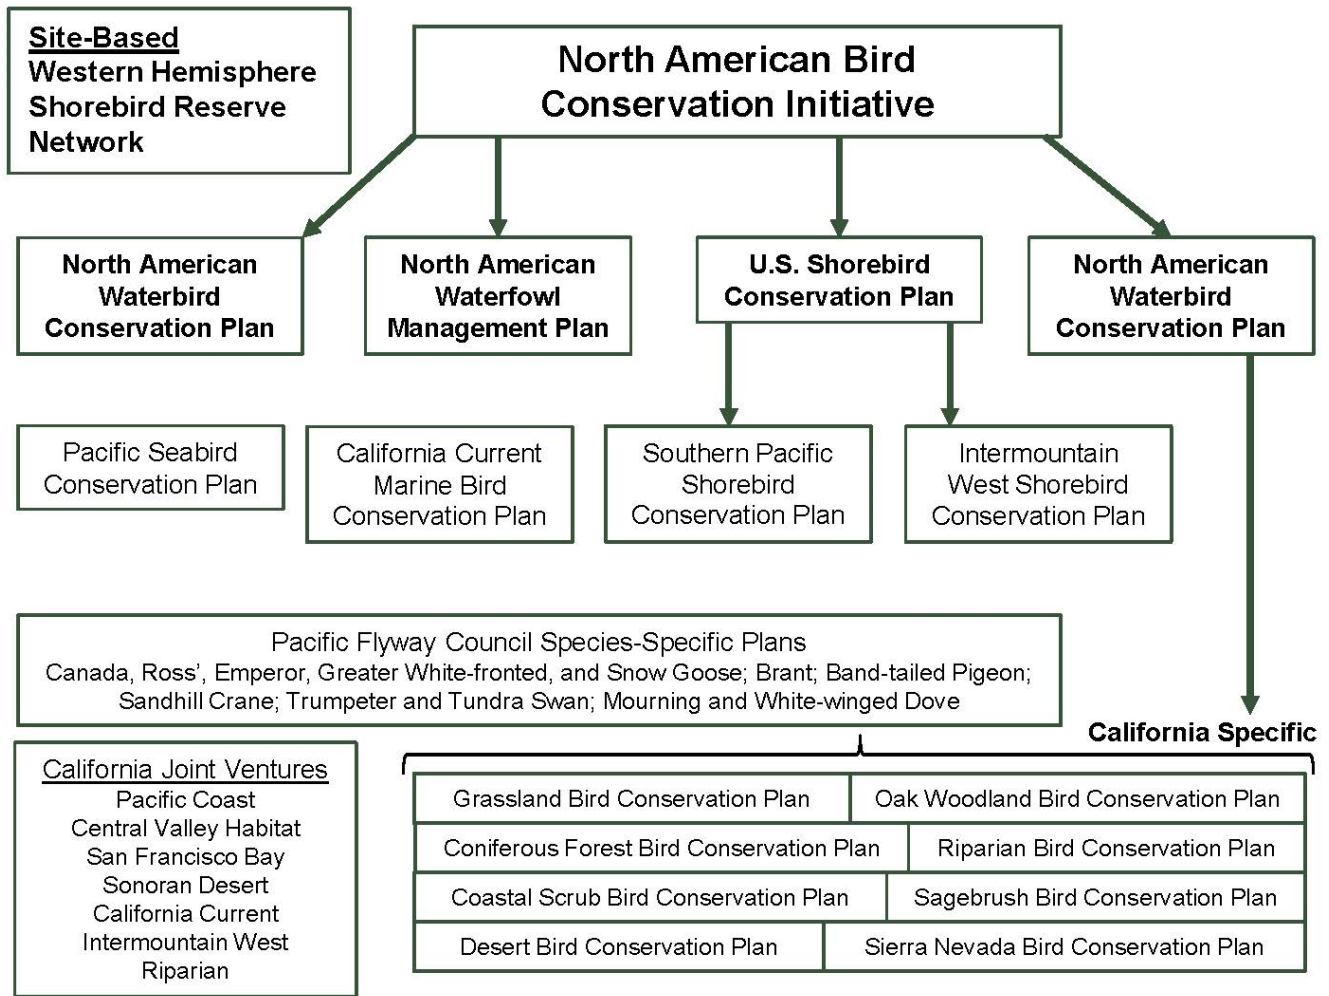 Site-Based
Western Hemisphere
Shorebird Reserve
Network
North American Bird
Conservation Initiative
North American
Waterbird
Conservation Plan
North American
Waterfowl
Management Plan
U.S. Shorebird
Conservation Plan
North American
Waterbird
Conservation Plan
Pacific Seabird
Conservation Plan
California Current
Marine Bird
Conservation Plan
Southern Pacific
Shorebird
Conservation Plan
Intermountain
West Shorebird
Conservation Plan
Pacific Flyway Council Species-Specific Plans
Canada, Ross', Emperor, Greater White-fronted, and Snow Goose; Brant; Band-tailed Pigeon;
Sandhill Crane; Trumpeter and Tundra Swan; Mourning and White-winged Dove
California Specific
California Joint Ventures
Pacific Coast
Central Valley Habitat
San Francisco Bay
Sonoran Desert
California Current
Intermountain West
Riparian
Grassland Bird Conservation Plan
Oak Woodland Bird Conservation Plan
Coniferous Forest Bird Conservation Plan
Riparian Bird Conservation Plan
Coastal Scrub Bird Conservation Plan
Sagebrush Bird Conservation Plan
Desert Bird Conservation Plan
Sierra Nevada Bird Conservation Plan